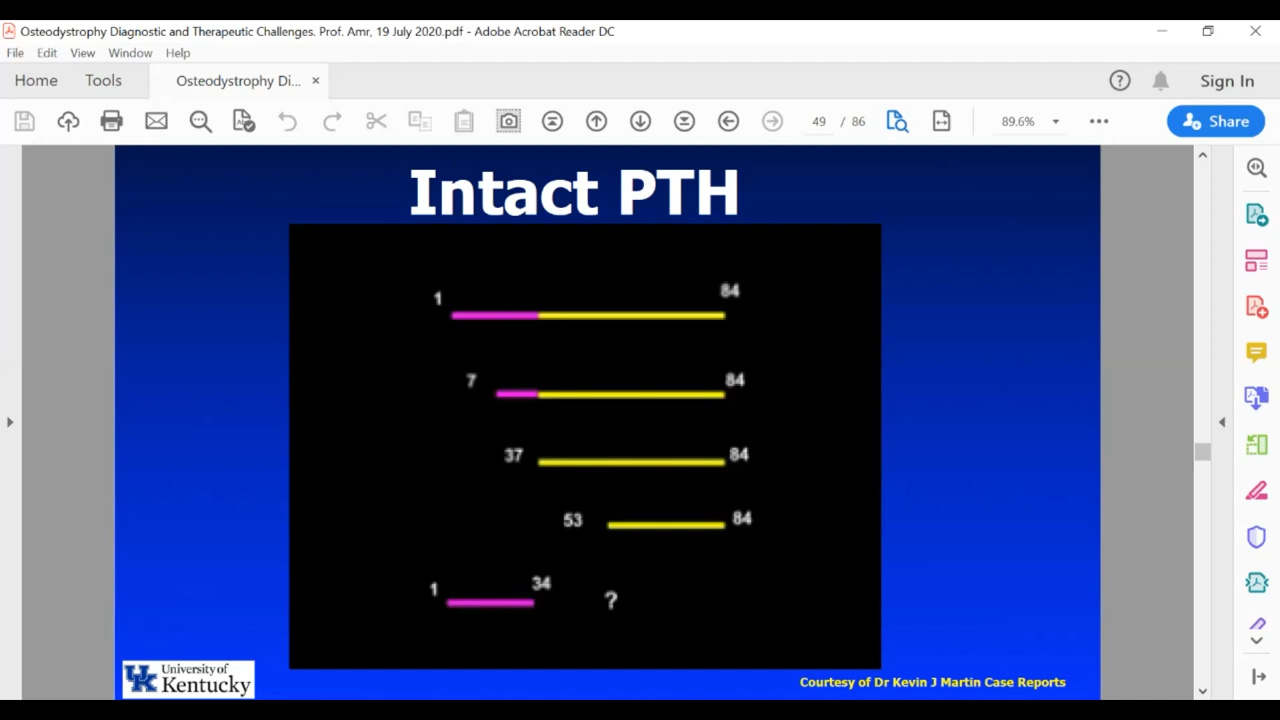 Osteodystrophy Diagnostic and Therapeutic Challenges. Prof. Amr, 19 July 2020.pdf - Adobe Acrobat Reader DC
File Edit View Window Help
Home Tools Osteodystrophy Di... × Sign In
49 / 86 89.6% Share
Intact PTH
1 84
7 84
37 84
53 84
1 34 ?
University of
Kentucky
UK
Courtesy of Dr Kevin J Martin Case Reports